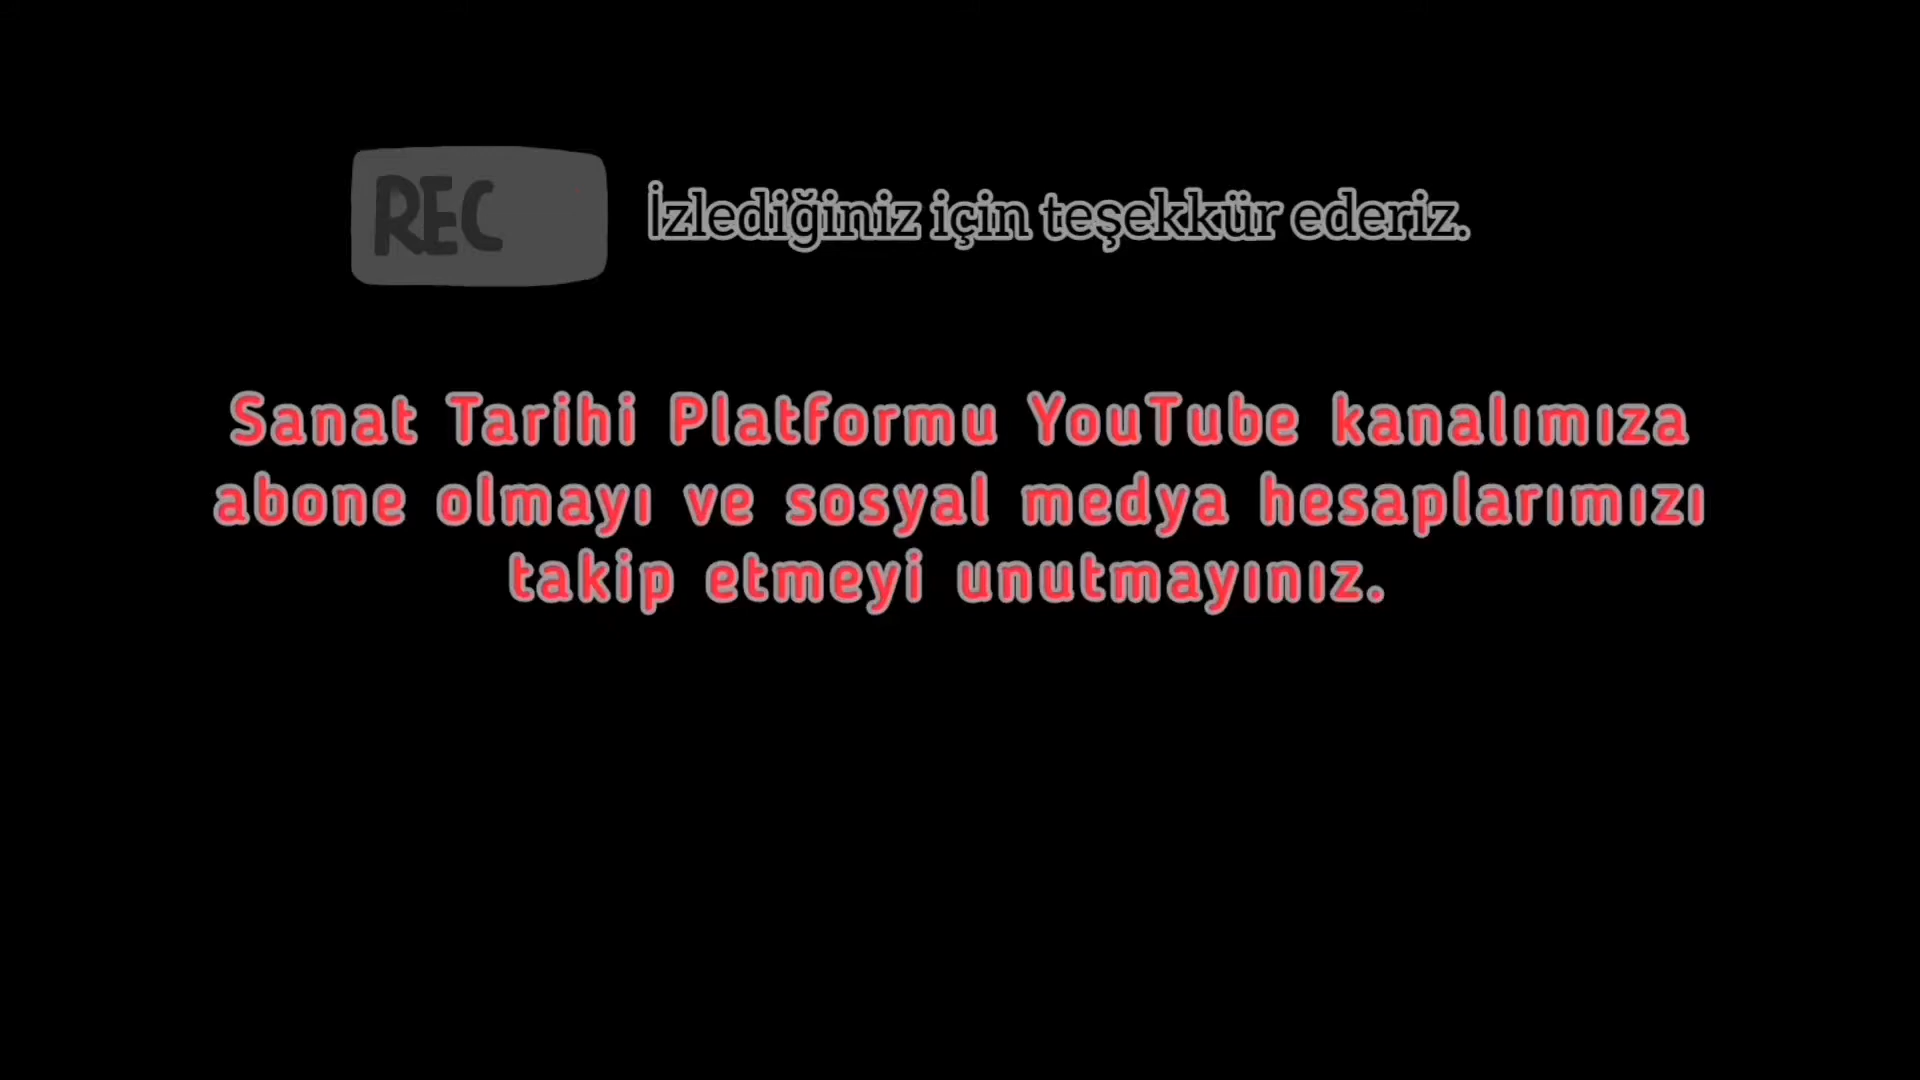 REC
İzlediğiniz için teşekkür ederiz.
Sanat Tarihi Platformu YouTube kanalımıza
abone olmayı ve sosyal medya hesaplarımızı
takip etmeyi unutmayınız.